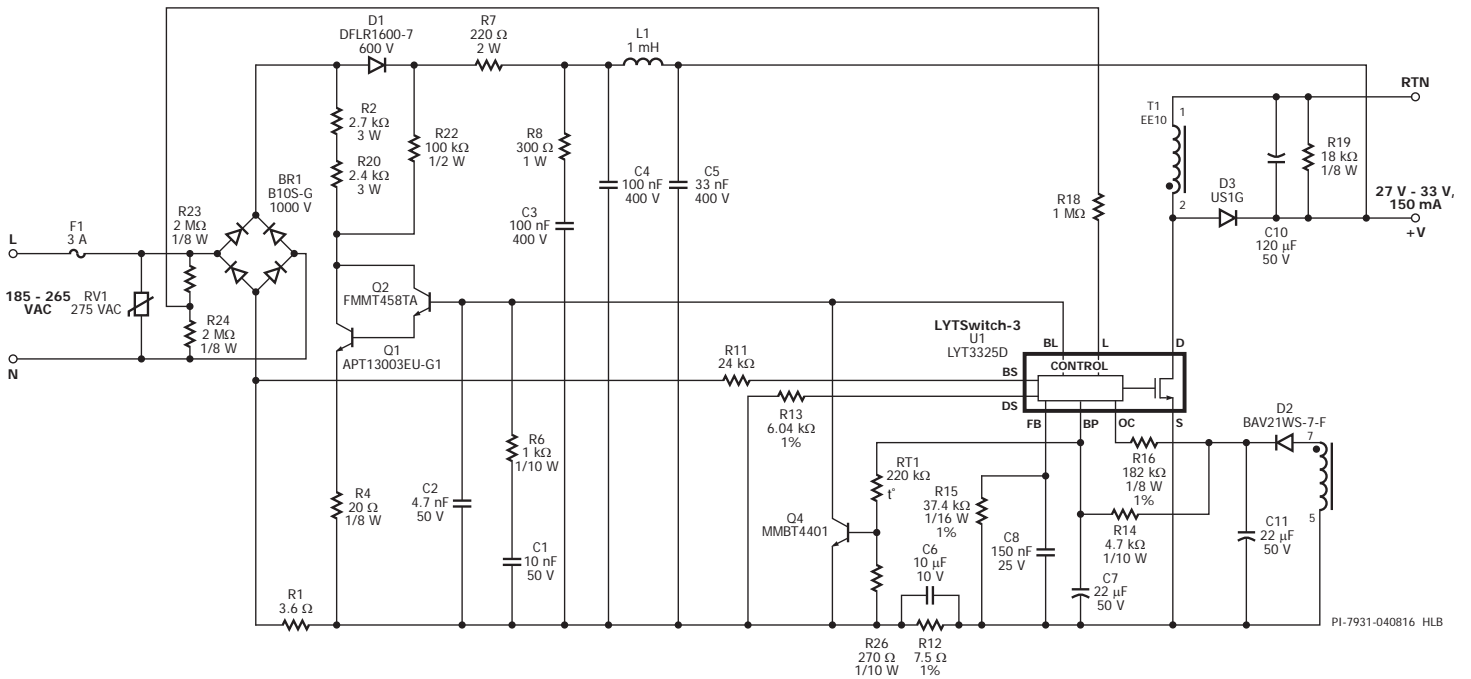 D1
DFLR1600-7
600 V
R7
220 Ω
2 W
L1
1 mH
RTN
T1
EE10
1
2
R2
2.7 kΩ
3 W
R22
100 kΩ
1/2 W
R8
300 Ω
1 W
R20
2.4 kΩ
3 W
C4
100 nF
400 V
C5
33 nF
400 V
R18
1 MΩ
R19
18 kΩ
1/8 W
D3
US1G
27 V - 33 V,
150 mA
+V
C10
120 µF
50 V
BR1
B10S-G
1000 V
R23
2 MΩ
1/8 W
F1
3 A
L
C3
100 nF
400 V
185 - 265
VAC
RV1
275 VAC
R24
2 MΩ
1/8 W
N
Q2
FMMT458TA
Q1
APT13003EU-G1
LYTSwitch-3
U1
LYT3325D
BL
L
D
CONTROL
BS
DS
FB
BP
OC
S
R11
24 kΩ
R13
6.04 kΩ
1%
D2
BAV21WS-7-F
7
5
R6
1 kΩ
1/10 W
RT1
220 kΩ
t°
R16
182 kΩ
1/8 W
1%
R15
37.4 kΩ
1/16 W
1%
R4
20 Ω
1/8 W
C2
4.7 nF
50 V
Q4
MMBT4401
R14
4.7 kΩ
1/10 W
C11
22 µF
50 V
C1
10 nF
50 V
C6
10 µF
10 V
C8
150 nF
25 V
C7
22 µF
50 V
R1
3.6 Ω
R26
270 Ω
1/10 W
R12
7.5 Ω
1%
PI-7931-040816 HLB